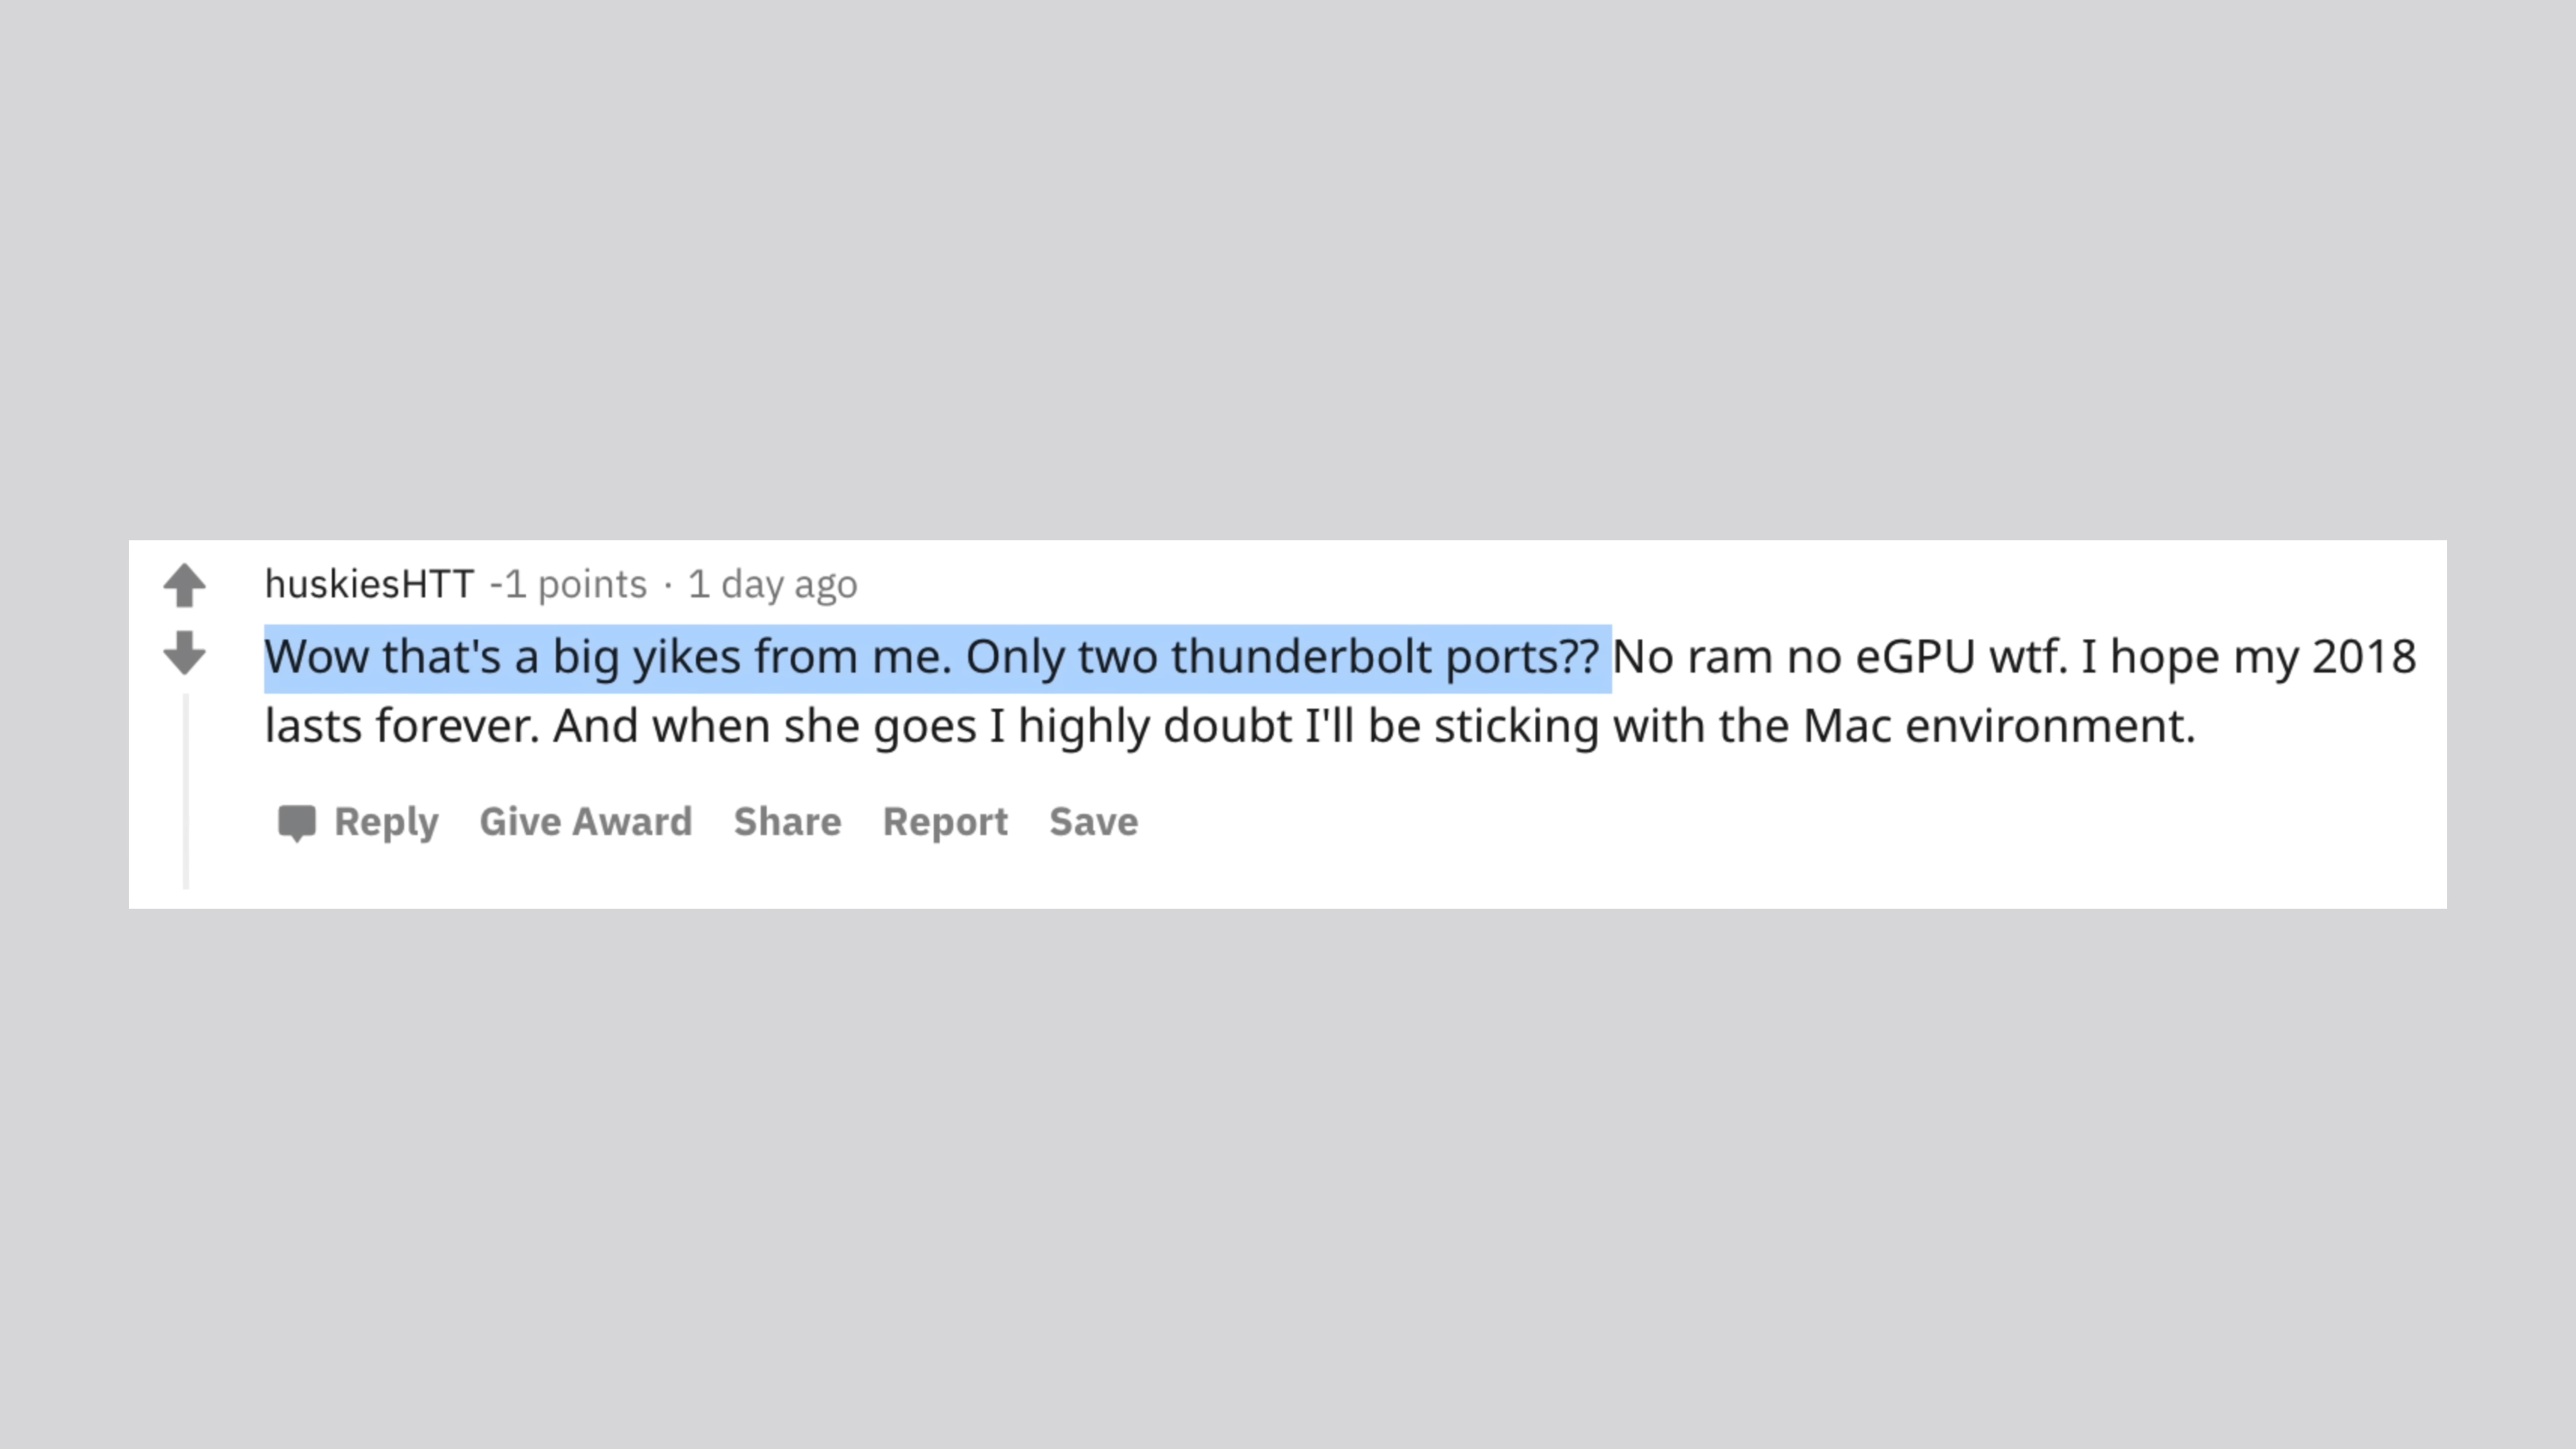 huskiesHTT -1 points · 1 day ago
Wow that's a big yikes from me. Only two thunderbolt ports?? No ram no eGPU wtf. I hope my 2018
lasts forever. And when she goes I highly doubt I'll be sticking with the Mac environment.
Reply Give Award Share Report Save